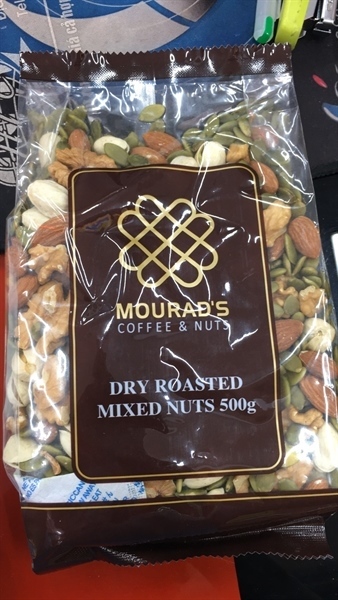 MOURAD'S
COFFEE & NUTS
DRY ROASTED
MIXED NUTS 500g